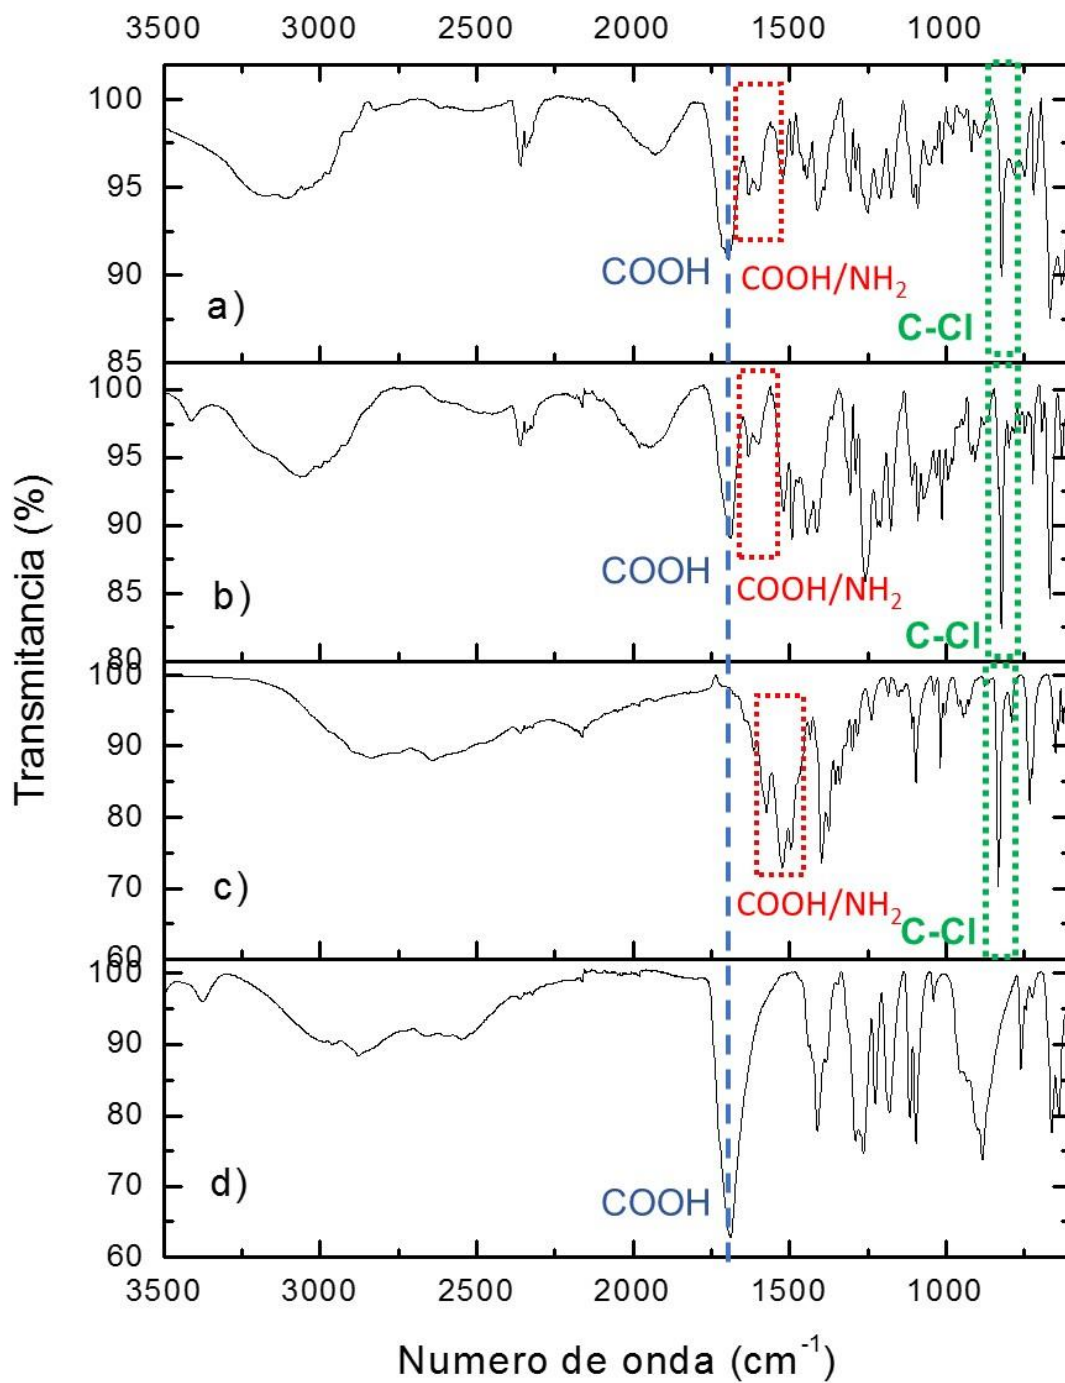 3500 3000 2500 2000 1500 1000
100
95
90
85
COOH
COOH/NH₂
C-Cl
a)
100
95
90
85
80
COOH
COOH/NH₂
C-Cl
b)
100
90
80
70
60
COOH/NH₂
C-Cl
c)
100
90
80
70
60
COOH
d)
3500 3000 2500 2000 1500 1000
Transmitancia (%)
Numero de onda (cm⁻¹)